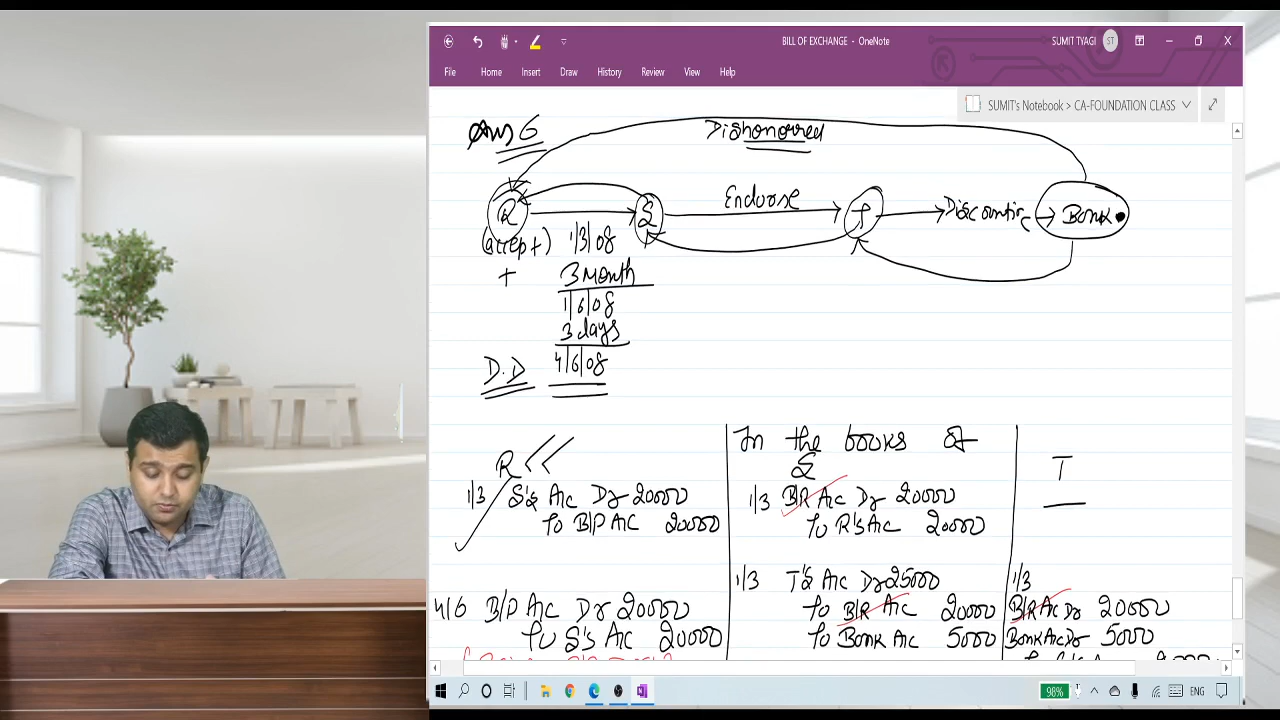 BILL OF EXCHANGE - OneNote
SUMIT TYAGI
ST
File
Home
Insert
Draw
History
Review
View
Help
SUMIT's Notebook > CA-FOUNDATION CLASS
Ans 6
Dishonoured
R
S
Endorse
T
Discounting
Bank
(accept)
1/3/08
+
3 Month
1/6/08
3 days
D.D
4/6/08
In the books of
R
S
T
1/3 S's A/c Dr 20000
To B/P A/c 20000
1/3 B/R A/c Dr 20000
To R's A/c 20000
1/3 T's A/c Dr 25000
To B/R A/c 20000
To Bank A/c 5000
1/3
B/R A/c Dr 20000
Bank A/c Dr 5000
4/6 B/P A/c Dr 20000
To S's A/c 20000
98%
ENG